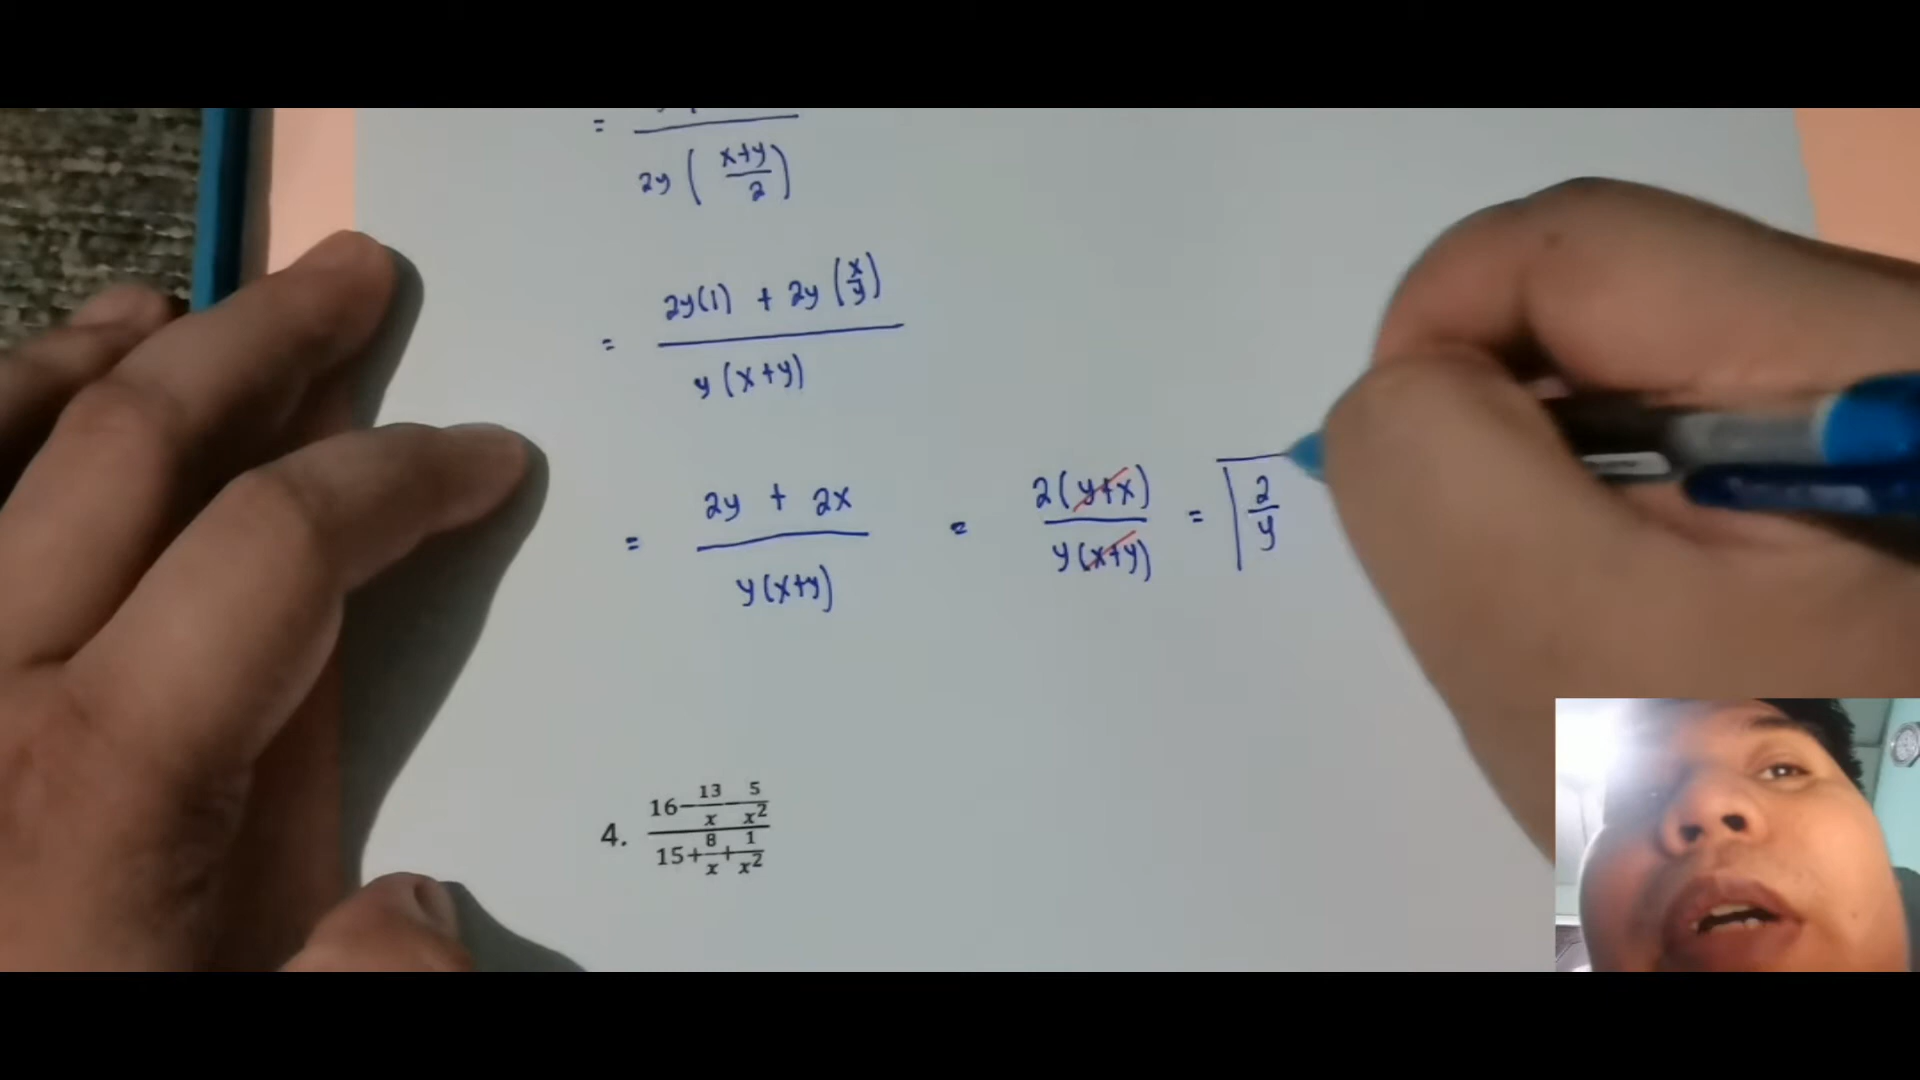 =
2y ( x+y / 2 )
= 2y(1) + 2y (x/y) / y (x+y)
= 2y + 2x / y(x+y) = 2(y+x) / y(x+y) = 2/y
4. 16-13/x-5/x² / 15+8/x+1/x²